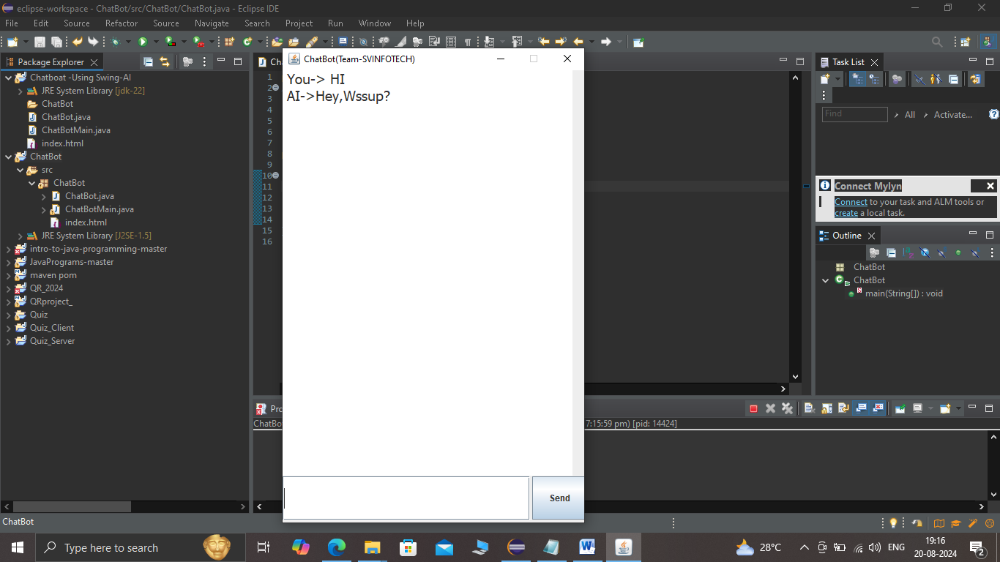 eclipse-workspace - ChatBot/src/ChatBot/ChatBot.java - Eclipse IDE
File Edit Source Refactor Source Navigate Search Project Run Window Help
Package Explorer
Chatboat -Using Swing-AI
JRE System Library [jdk-22]
ChatBot
ChatBot.java
ChatBotMain.java
index.html
ChatBot
src
ChatBot
ChatBot.java
ChatBotMain.java
index.html
JRE System Library [J2SE-1.5]
intro-to-java-programming-master
JavaPrograms-master
maven pom
QR_2024
QRproject_
Quiz
Quiz_Client
Quiz_Server
1
2
3
4
5
6
7
8
9
10
11
12
13
14
15
16
ChatBot(Team-SVINFOTECH)
You-> HI
AI->Hey,Wssup?
Send
7:15:59 pm) [pid: 14424]
Task List
Find All Activate...
Connect Mylyn
Connect to your task and ALM tools or
create a local task.
Outline
ChatBot
ChatBot
main(String[]) : void
ChatBot
Type here to search
28°C
ENG
19:16
20-08-2024
2